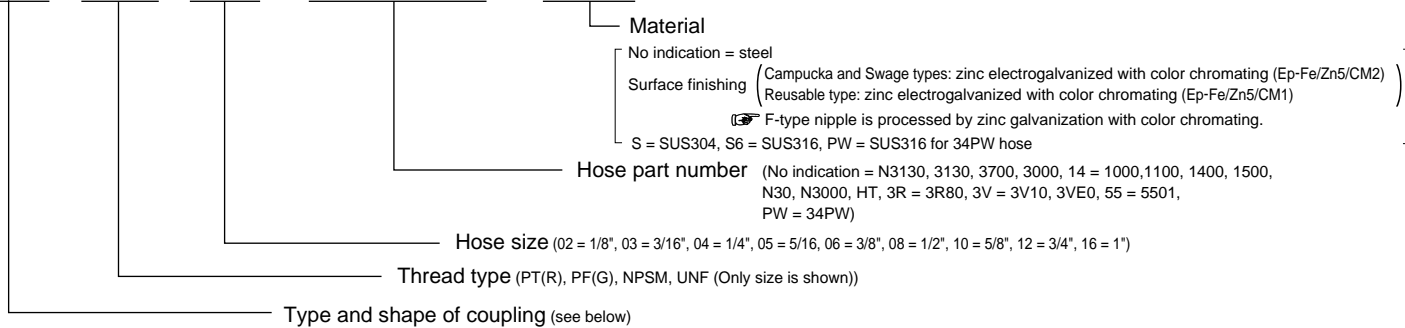 Material
No indication = steel
Surface finishing
Campucka and Swage types: zinc electrogalvanized with color chromating (Ep-Fe/Zn5/CM2)
Reusable type: zinc electrogalvanized with color chromating (Ep-Fe/Zn5/CM1)
F-type nipple is processed by zinc galvanization with color chromating.
S = SUS304, S6 = SUS316, PW = SUS316 for 34PW hose
Hose part number (No indication = N3130, 3130, 3700, 3000, 14 = 1000,1100, 1400, 1500,
N30, N3000, HT, 3R = 3R80, 3V = 3V10, 3VE0, 55 = 5501,
PW = 34PW)
Hose size (02 = 1/8", 03 = 3/16", 04 = 1/4", 05 = 5/16, 06 = 3/8", 08 = 1/2", 10 = 5/8", 12 = 3/4", 16 = 1")
Thread type (PT(R), PF(G), NPSM, UNF (Only size is shown))
Type and shape of coupling (see below)